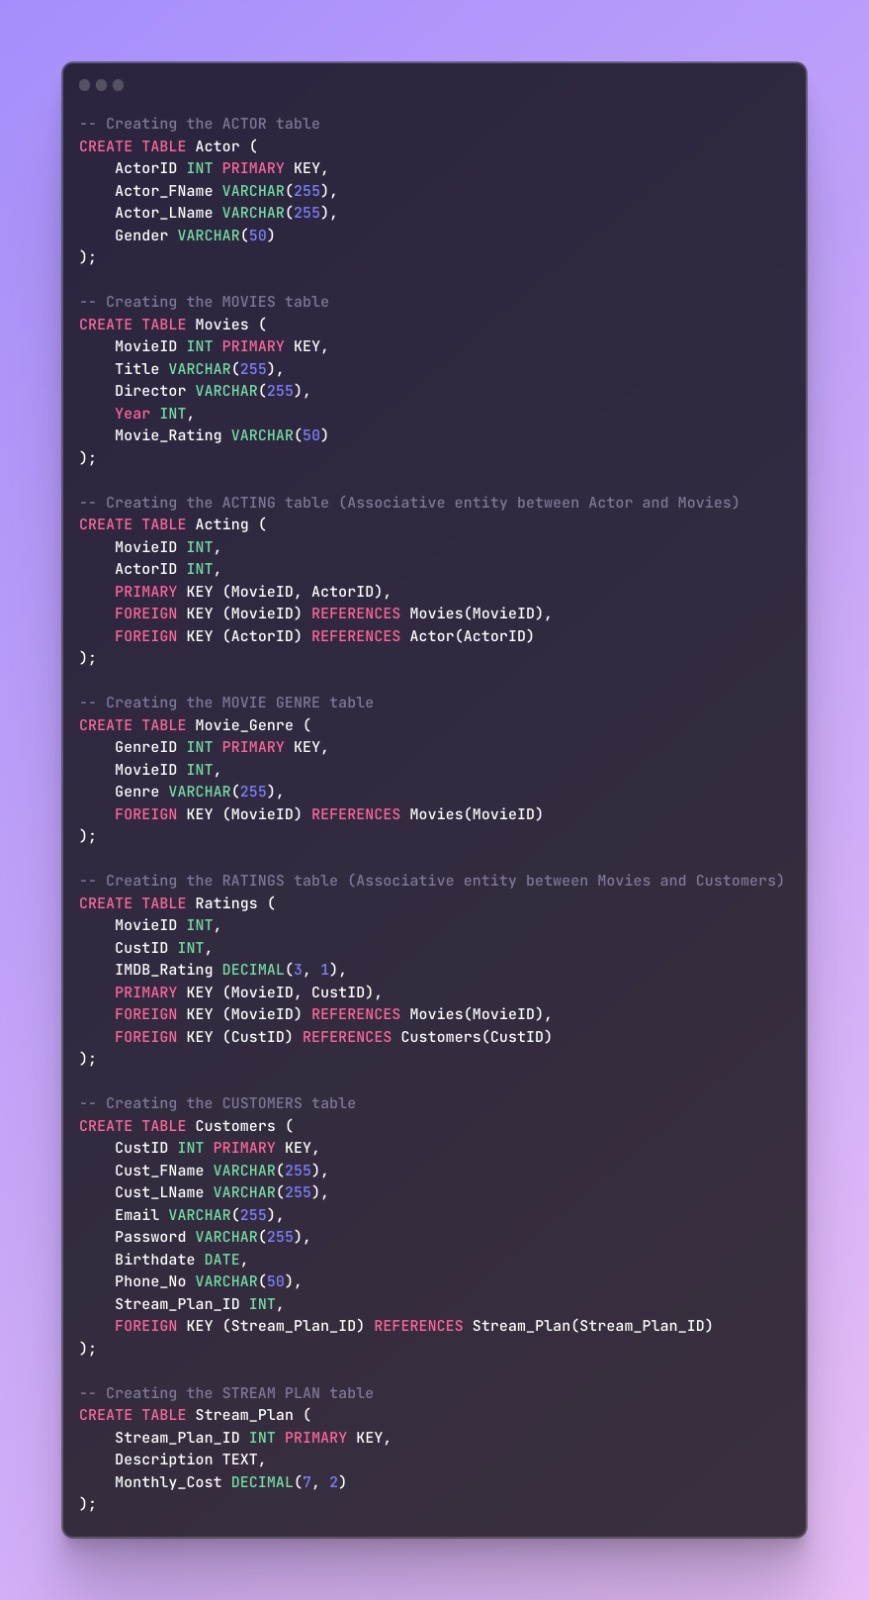 -- Creating the ACTOR table
CREATE TABLE Actor (
    ActorID INT PRIMARY KEY,
    Actor_FName VARCHAR(255),
    Actor_LName VARCHAR(255),
    Gender VARCHAR(50)
);

-- Creating the MOVIES table
CREATE TABLE Movies (
    MovieID INT PRIMARY KEY,
    Title VARCHAR(255),
    Director VARCHAR(255),
    Year INT,
    Movie_Rating VARCHAR(50)
);

-- Creating the ACTING table (Associative entity between Actor and Movies)
CREATE TABLE Acting (
    MovieID INT,
    ActorID INT,
    PRIMARY KEY (MovieID, ActorID),
    FOREIGN KEY (MovieID) REFERENCES Movies(MovieID),
    FOREIGN KEY (ActorID) REFERENCES Actor(ActorID)
);

-- Creating the MOVIE GENRE table
CREATE TABLE Movie_Genre (
    GenreID INT PRIMARY KEY,
    MovieID INT,
    Genre VARCHAR(255),
    FOREIGN KEY (MovieID) REFERENCES Movies(MovieID)
);

-- Creating the RATINGS table (Associative entity between Movies and Customers)
CREATE TABLE Ratings (
    MovieID INT,
    CustID INT,
    IMDB_Rating DECIMAL(3, 1),
    PRIMARY KEY (MovieID, CustID),
    FOREIGN KEY (MovieID) REFERENCES Movies(MovieID),
    FOREIGN KEY (CustID) REFERENCES Customers(CustID)
);

-- Creating the CUSTOMERS table
CREATE TABLE Customers (
    CustID INT PRIMARY KEY,
    Cust_FName VARCHAR(255),
    Cust_LName VARCHAR(255),
    Email VARCHAR(255),
    Password VARCHAR(255),
    Birthdate DATE,
    Phone_No VARCHAR(50),
    Stream_Plan_ID INT,
    FOREIGN KEY (Stream_Plan_ID) REFERENCES Stream_Plan(Stream_Plan_ID)
);

-- Creating the STREAM PLAN table
CREATE TABLE Stream_Plan (
    Stream_Plan_ID INT PRIMARY KEY,
    Description TEXT,
    Monthly_Cost DECIMAL(7, 2)
);